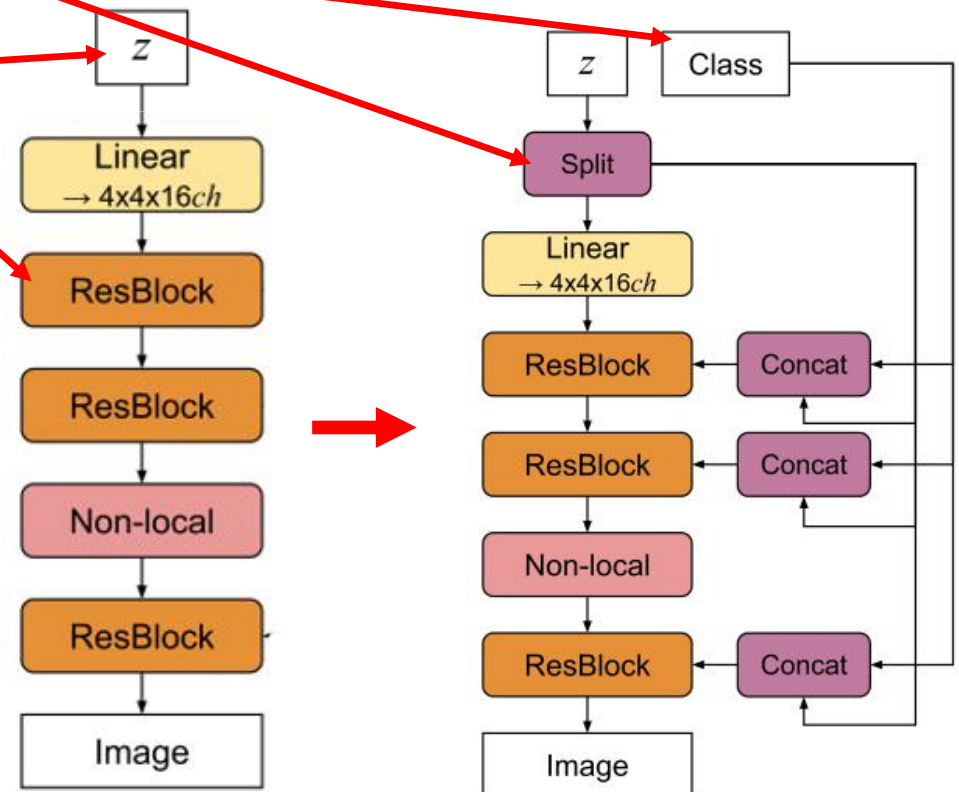 z
Linear
→ 4x4x16ch
ResBlock
ResBlock
Non-local
ResBlock
Image
z
Class
Split
Linear
→ 4x4x16ch
ResBlock
Concat
ResBlock
Concat
Non-local
ResBlock
Concat
Image